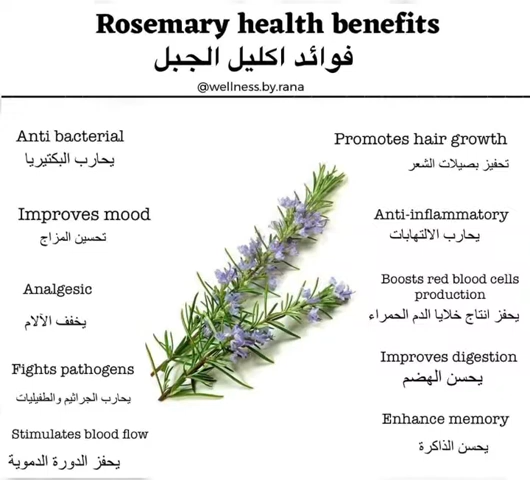 Rosemary health benefits
فوائد اكليل الجبل
@wellness.by.rana
Anti bacterial
يحارب البكتيريا
Improves mood
تحسين المزاج
Analgesic
يخفف الآلام
Fights pathogens
يحارب الجراثيم والطفيليات
Stimulates blood flow
يحفز الدورة الدموية
Promotes hair growth
تحفيز بصيلات الشعر
Anti-inflammatory
يحارب الالتهابات
Boosts red blood cells
production
يحفز انتاج خلايا الدم الحمراء
Improves digestion
يحسن الهضم
Enhance memory
يحسن الذاكرة